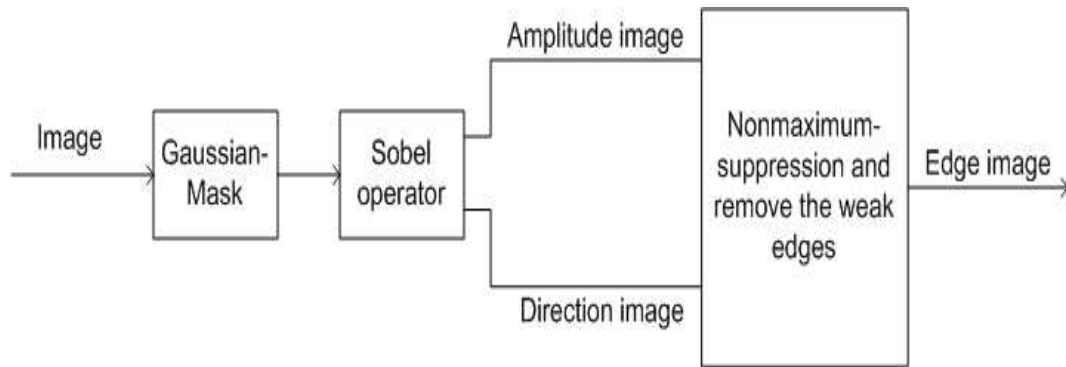 Image
Gaussian-
Mask
Sobel
operator
Amplitude image
Direction image
Nonmaximum-
suppression and
remove the weak
edges
Edge image